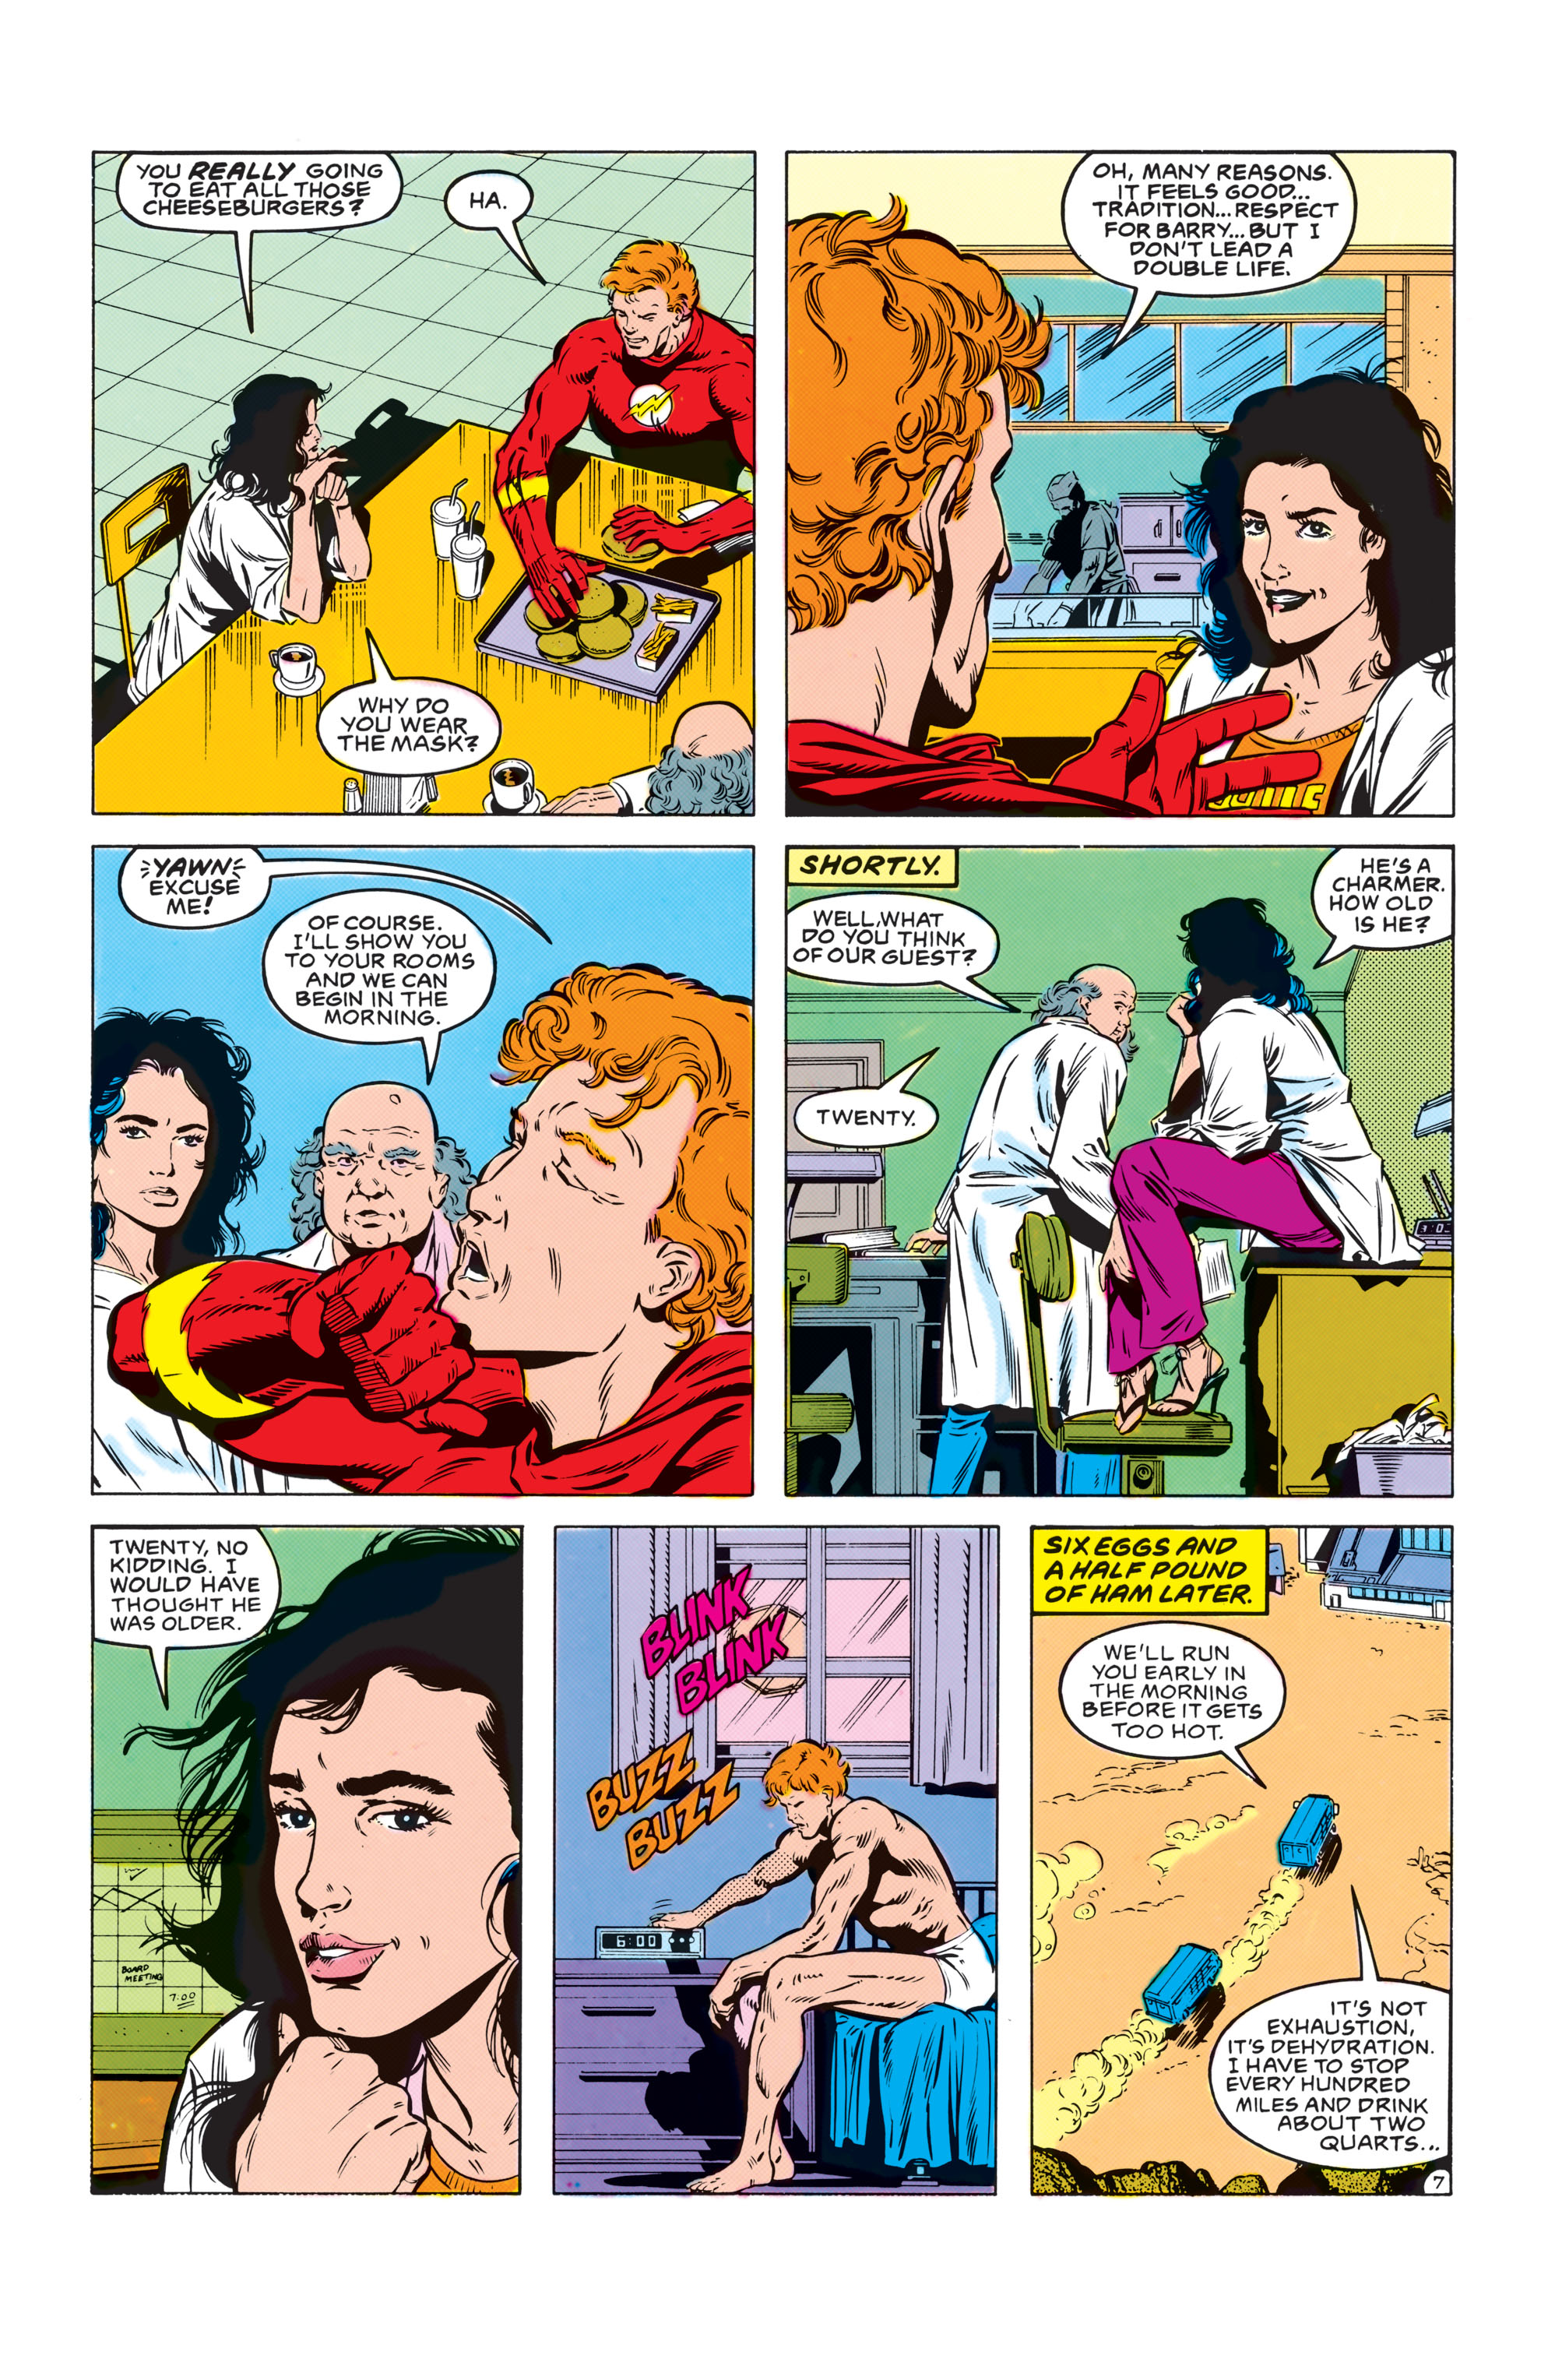 YOU REALLY GOING
TO EAT ALL THOSE
CHEESEBURGERS?
HA.
WHY DO
YOU WEAR
THE MASK?
OH, MANY REASONS.
IT FEELS GOOD...
TRADITION...RESPECT
FOR BARRY...BUT I
DON'T LEAD A
DOUBLE LIFE.
YAWN
EXCUSE
ME!
OF COURSE.
I'LL SHOW YOU
TO YOUR ROOMS
AND WE CAN
BEGIN IN THE
MORNING.
SHORTLY.
WELL, WHAT
DO YOU THINK
OF OUR GUEST?
HE'S A
CHARMER.
HOW OLD
IS HE?
TWENTY.
TWENTY, NO
KIDDING. I
WOULD HAVE
THOUGHT HE
WAS OLDER.
BOARD
MEETING
7:00
BLINK
BLINK
BUZZ
BUZZ
6:00
SIX EGGS AND
A HALF POUND
OF HAM LATER.
WE'LL RUN
YOU EARLY IN
THE MORNING
BEFORE IT GETS
TOO HOT.
IT'S NOT
EXHAUSTION,
IT'S DEHYDRATION.
I HAVE TO STOP
EVERY HUNDRED
MILES AND DRINK
ABOUT TWO
QUARTS...
7